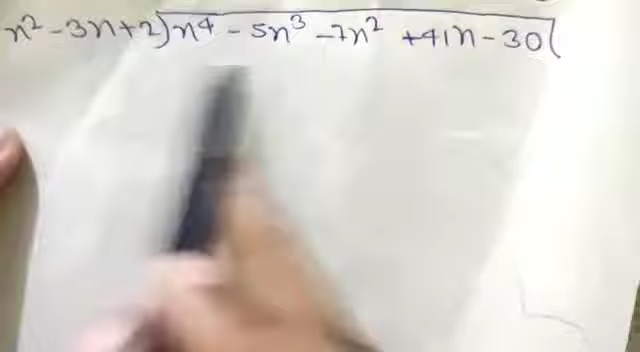 x² - 3x + 2) x⁴ - 5x³ - 7x² + 41x - 30 (